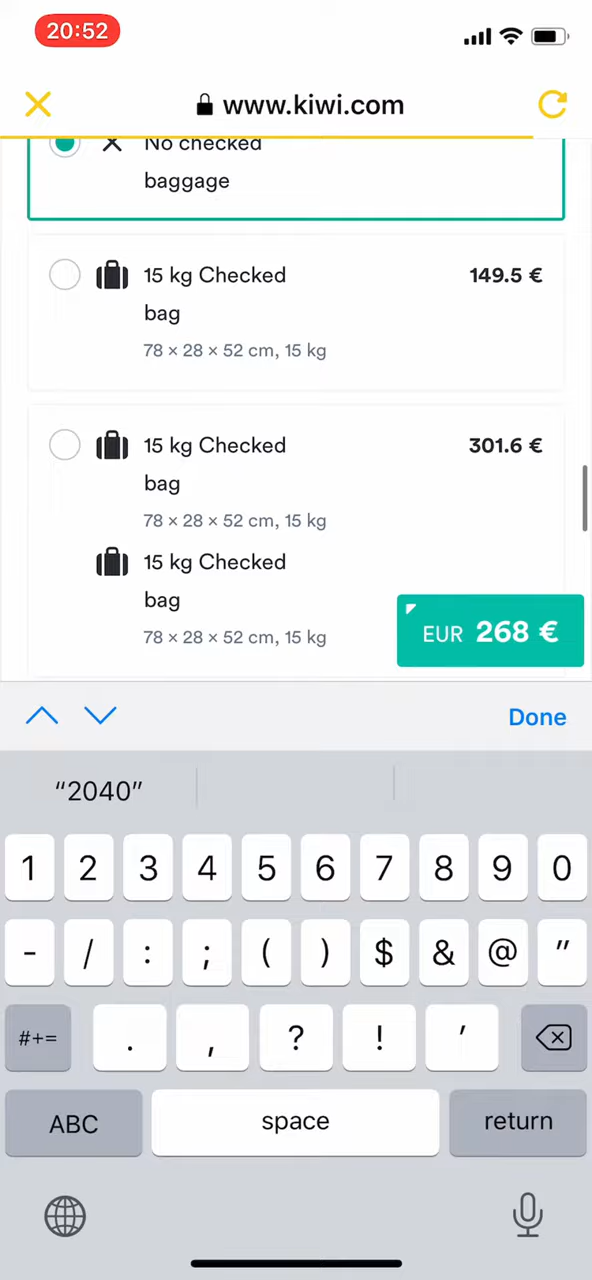 20:52
www.kiwi.com
No checked
baggage
15 kg Checked
bag
149.5 €
78 × 28 × 52 cm, 15 kg
15 kg Checked
bag
301.6 €
78 × 28 × 52 cm, 15 kg
15 kg Checked
bag
78 × 28 × 52 cm, 15 kg
EUR 268 €
Done
“2040”
1 2 3 4 5 6 7 8 9 0
- / : ; ( ) $ & @ ”
#+= . , ? ! ’
ABC space return